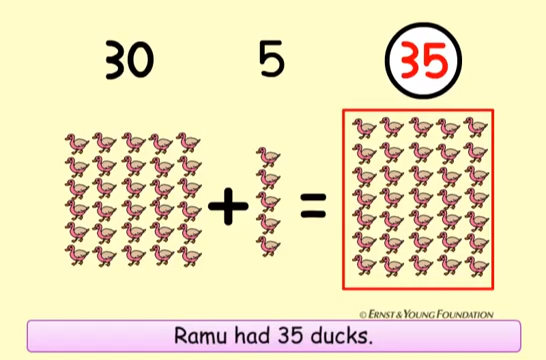 30 5 35
+ =
© ERNST & YOUNG FOUNDATION
Ramu had 35 ducks.